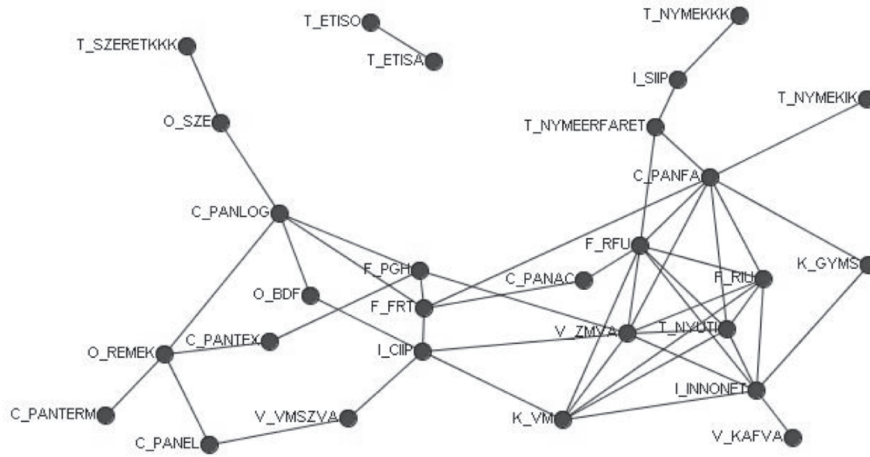 T_ETISO
T_NYMEKKK
T_SZERETKKK
T_ETISA
I_SIIP
T_NYMEKIK
O_SZE
T_NYMEERFARET
C_PANFA
C_PANLOG
F_RFU
K_GYMS
F_PGH
C_PANAC
F_RIU
O_BDF
F_FRT
V_ZMVA
T_NYUTI
C_PANTEX
O_REMEK
I_CIIP
I_INNONET
C_PANTERM
V_VMSZVA
K_VM
C_PANEL
V_KAFVA